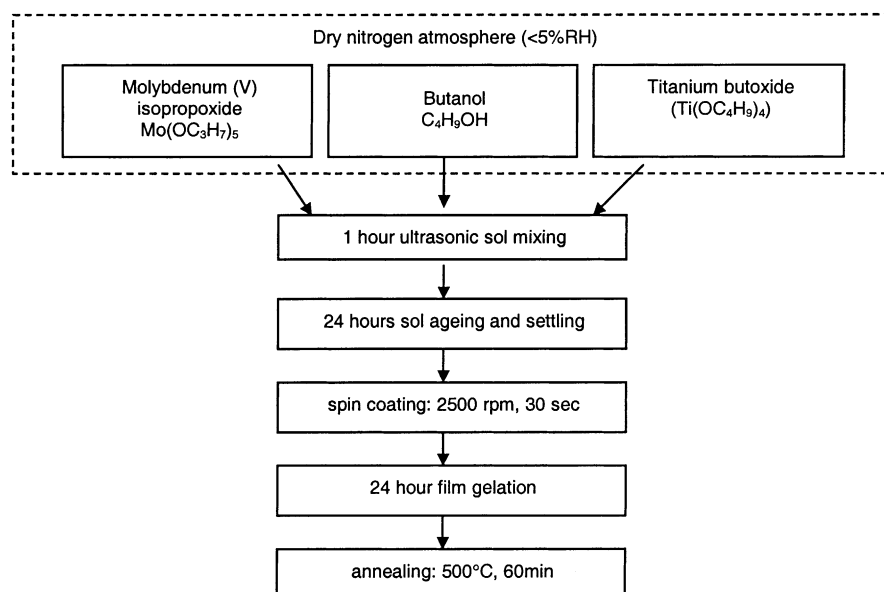 Dry nitrogen atmosphere (<5%RH)
Molybdenum (V)
isopropoxide
Mo(OC₃H₇)₅
Butanol
C₄H₉OH
Titanium butoxide
(Ti(OC₄H₉)₄)
1 hour ultrasonic sol mixing
24 hours sol ageing and settling
spin coating: 2500 rpm, 30 sec
24 hour film gelation
annealing: 500°C, 60min